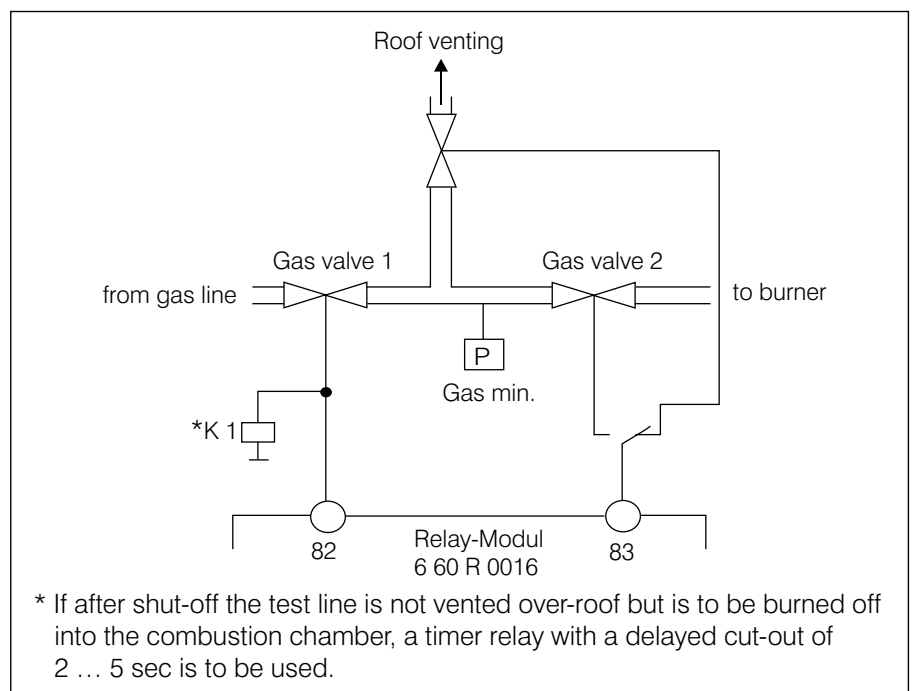 Roof venting
Gas valve 1
Gas valve 2
from gas line
to burner
P
Gas min.
*K 1
82
Relay-Modul
6 60 R 0016
83
* If after shut-off the test line is not vented over-roof but is to be burned off
into the combustion chamber, a timer relay with a delayed cut-out of
2 … 5 sec is to be used.